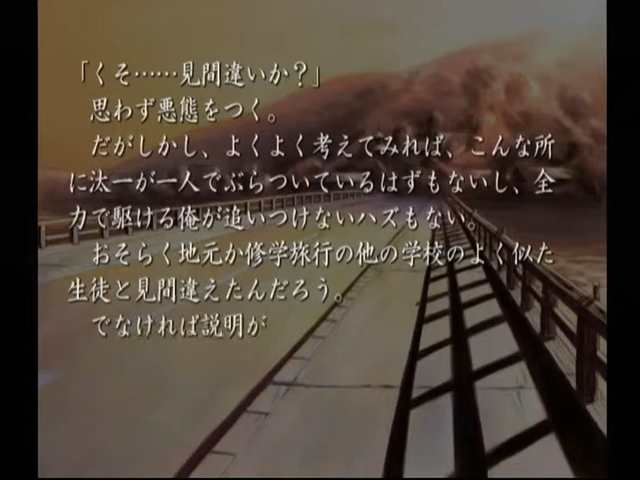 「くそ……見間違いか？」
　思わず悪態をつく。
　だがしかし、よくよく考えてみれば、こんな所
に汰一が一人でぶらついているはずもないし、全
力で駆ける俺が追いつけないハズもない。
　おそらく地元か修学旅行の他の学校のよく似た
生徒と見間違えたんだろう。
　でなければ説明が